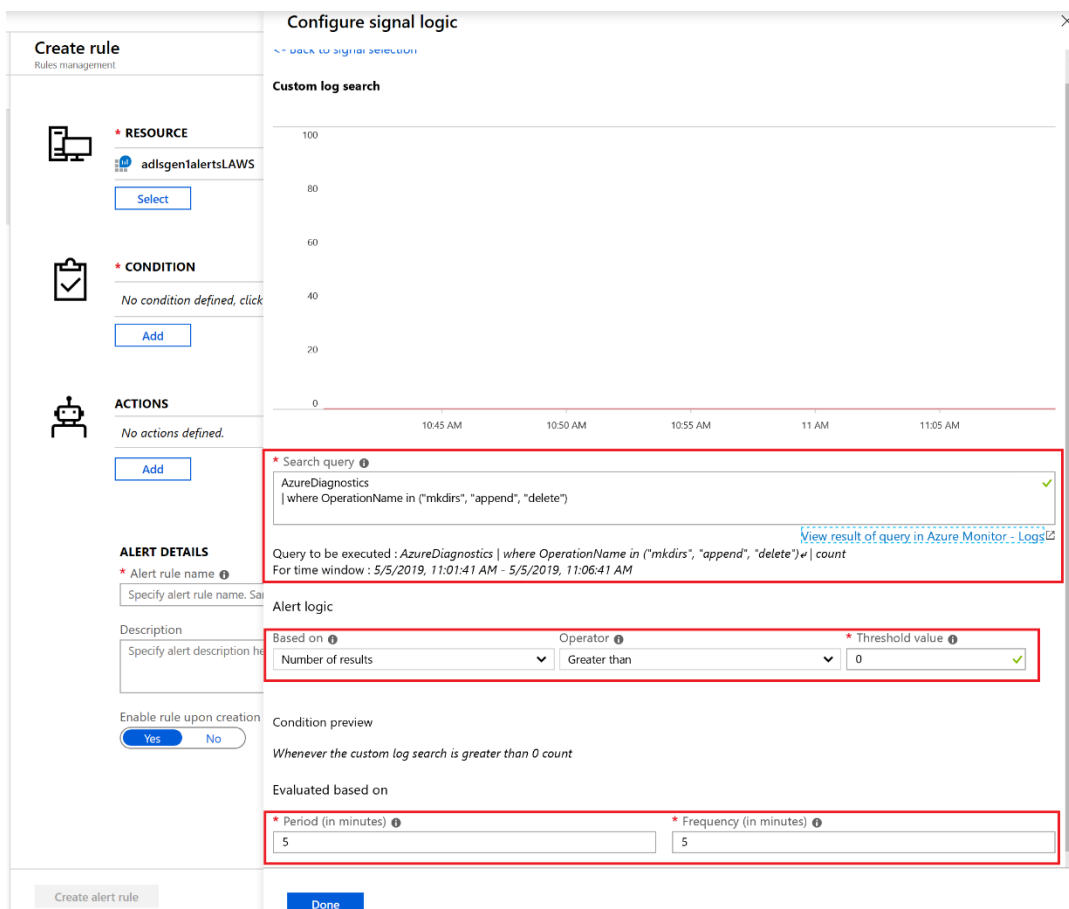 Configure signal logic
Create rule
Rules management
<- Back to signal selection
Custom log search
* RESOURCE
adlsgen1alertsLAWS
Select
* CONDITION
No condition defined, click
Add
ACTIONS
No actions defined.
Add
ALERT DETAILS
* Alert rule name
Specify alert rule name. Sa
Description
Specify alert description he
Enable rule upon creation
Yes No
Create alert rule
100
80
60
40
20
0
10:45 AM 10:50 AM 10:55 AM 11 AM 11:05 AM
* Search query
AzureDiagnostics
| where OperationName in ("mkdirs", "append", "delete")
View result of query in Azure Monitor - Logs
Query to be executed : AzureDiagnostics | where OperationName in ("mkdirs", "append", "delete")↵ | count
For time window : 5/5/2019, 11:01:41 AM - 5/5/2019, 11:06:41 AM
Alert logic
Based on Operator * Threshold value
Number of results Greater than 0
Condition preview
Whenever the custom log search is greater than 0 count
Evaluated based on
* Period (in minutes) * Frequency (in minutes)
5 5
Done